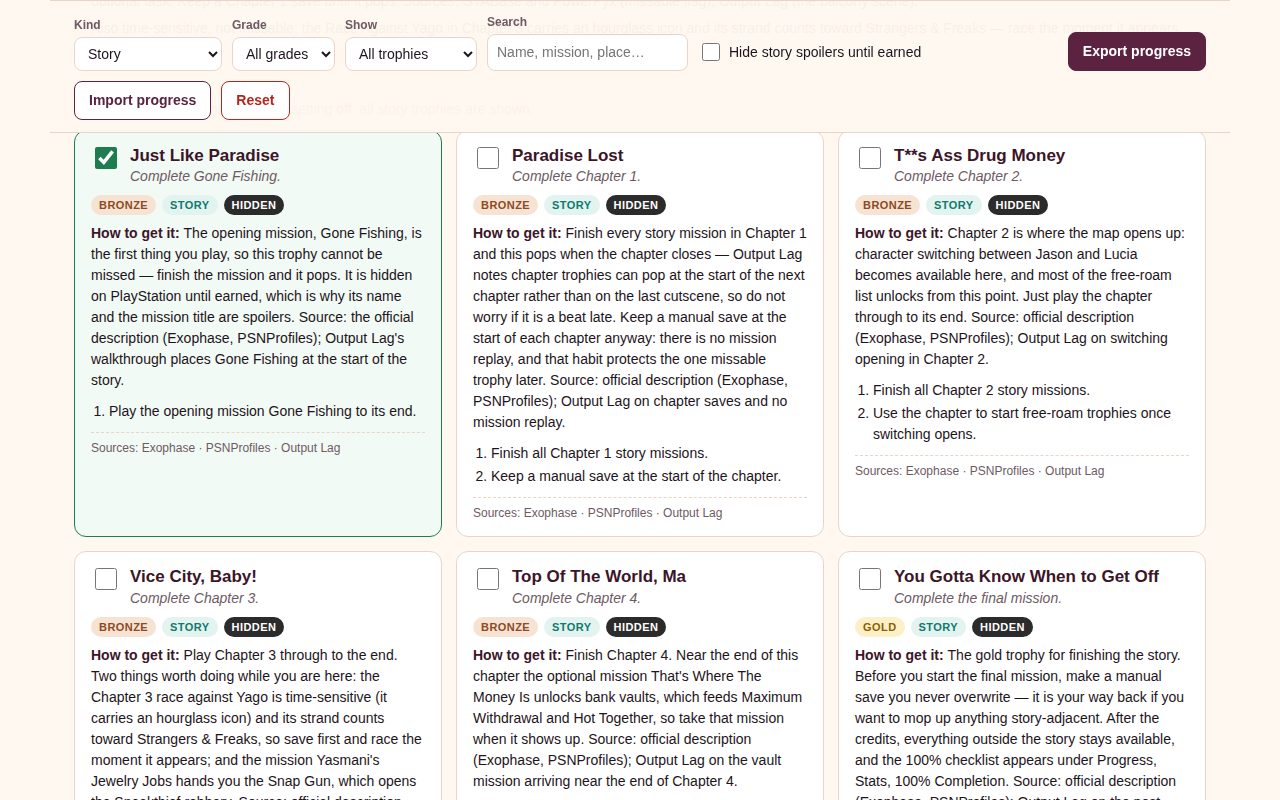 Kind
Grade
Show
Search
Story
All grades
All trophies
Name, mission, place…
Hide story spoilers until earned
Export progress
Import progress
Reset
setting off, all story trophies are shown.
Just Like Paradise
Complete Gone Fishing.
BRONZE STORY HIDDEN
How to get it: The opening mission, Gone Fishing, is
the first thing you play, so this trophy cannot be
missed — finish the mission and it pops. It is hidden
on PlayStation until earned, which is why its name
and the mission title are spoilers. Source: the official
description (Exophase, PSNProfiles); Output Lag's
walkthrough places Gone Fishing at the start of the
story.
1. Play the opening mission Gone Fishing to its end.
Sources: Exophase · PSNProfiles · Output Lag
Paradise Lost
Complete Chapter 1.
BRONZE STORY HIDDEN
How to get it: Finish every story mission in Chapter 1
and this pops when the chapter closes — Output Lag
notes chapter trophies can pop at the start of the next
chapter rather than on the last cutscene, so do not
worry if it is a beat late. Keep a manual save at the
start of each chapter anyway: there is no mission
replay, and that habit protects the one missable
trophy later. Source: official description (Exophase,
PSNProfiles); Output Lag on chapter saves and no
mission replay.
1. Finish all Chapter 1 story missions.
2. Keep a manual save at the start of the chapter.
Sources: Exophase · PSNProfiles · Output Lag
T**s Ass Drug Money
Complete Chapter 2.
BRONZE STORY HIDDEN
How to get it: Chapter 2 is where the map opens up:
character switching between Jason and Lucia
becomes available here, and most of the free-roam
list unlocks from this point. Just play the chapter
through to its end. Source: official description
(Exophase, PSNProfiles); Output Lag on switching
opening in Chapter 2.
1. Finish all Chapter 2 story missions.
2. Use the chapter to start free-roam trophies once
switching opens.
Sources: Exophase · PSNProfiles · Output Lag
Vice City, Baby!
Complete Chapter 3.
BRONZE STORY HIDDEN
How to get it: Play Chapter 3 through to the end.
Two things worth doing while you are here: the
Chapter 3 race against Yago is time-sensitive (it
carries an hourglass icon) and its strand counts
toward Strangers & Freaks, so save first and race the
moment it appears; and the mission Yasmani's
Jewelry Jobs hands you the Snap Gun, which opens
the Speakthief robbery. Source: official description
Top Of The World, Ma
Complete Chapter 4.
BRONZE STORY HIDDEN
How to get it: Finish Chapter 4. Near the end of this
chapter the optional mission That's Where The
Money Is unlocks bank vaults, which feeds Maximum
Withdrawal and Hot Together, so take that mission
when it shows up. Source: official description
(Exophase, PSNProfiles); Output Lag on the vault
mission arriving near the end of Chapter 4.
You Gotta Know When to Get Off
Complete the final mission.
GOLD STORY HIDDEN
How to get it: The gold trophy for finishing the story.
Before you start the final mission, make a manual
save you never overwrite — it is your way back if you
want to mop up anything story-adjacent. After the
credits, everything outside the story stays available,
and the 100% checklist appears under Progress,
Stats, 100% Completion. Source: official description
(Exophase, PSNProfiles); Output Lag on the post